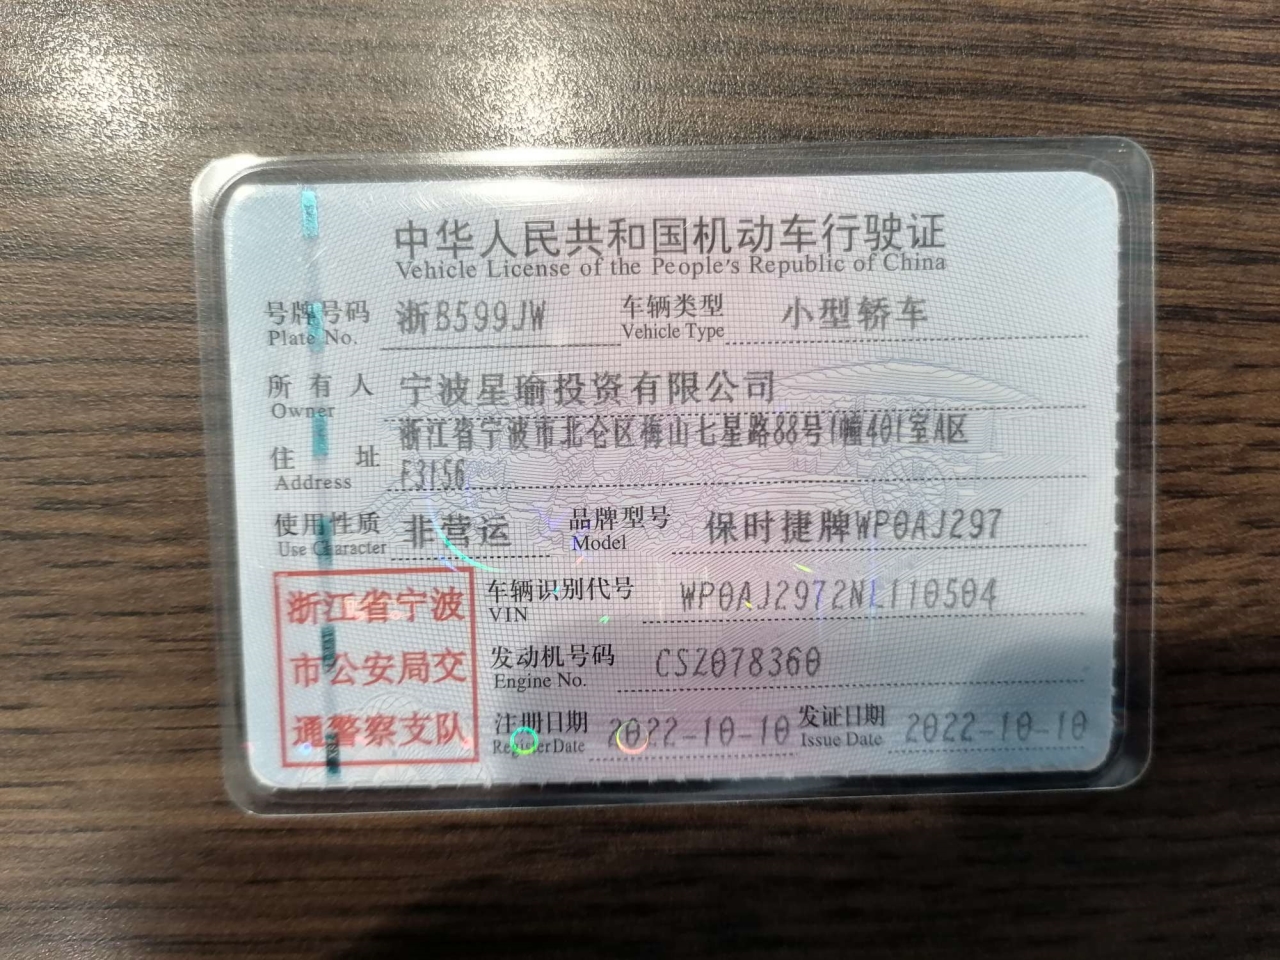 中华人民共和国机动车行驶证
Vehicle License of the People's Republic of China
号牌号码 浙B599JW 车辆类型 小型轿车
Plate No. Vehicle Type
所有人 宁波星瑜投资有限公司
Owner
浙江省宁波市北仑区梅山七星路88号1幢401室A区
住址 F3156
Address
使用性质 非营运 品牌型号 保时捷牌WP0AJ297
Use Character Model
浙江省宁波
市公安局交
通警察支队
车辆识别代号 WP0AJ2972NL110504
VIN
发动机号码 CSZ078360
Engine No.
注册日期 2022-10-10 发证日期 2022-10-10
Register Date Issue Date